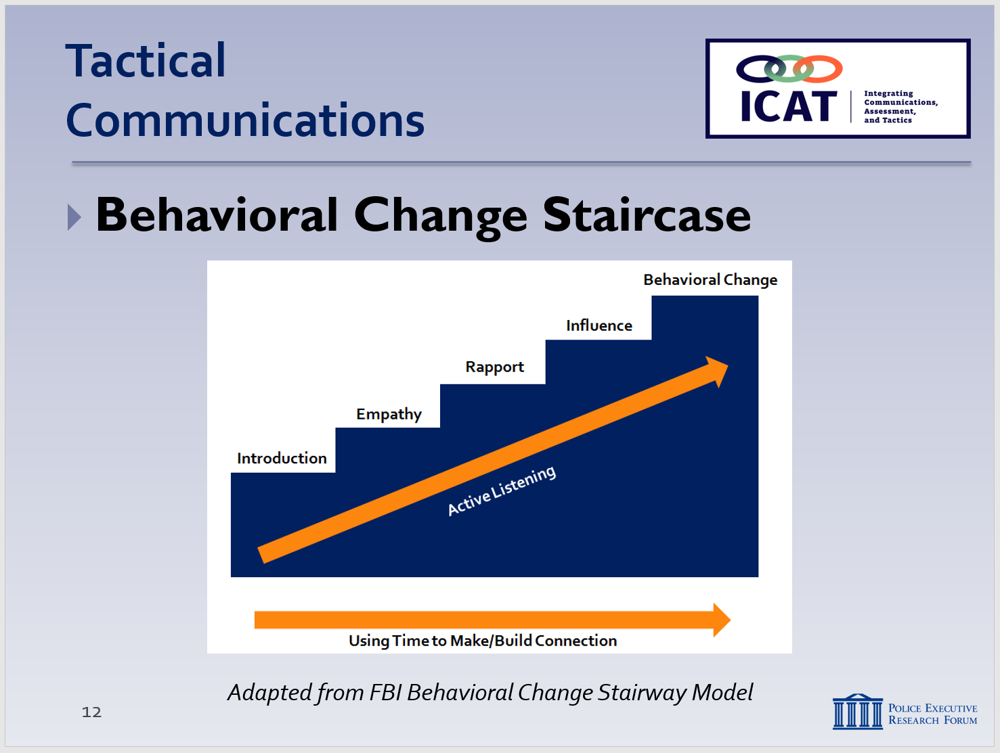 Tactical
Communications
ICAT
Integrating
Communications,
Assessment,
and Tactics
Behavioral Change Staircase
Behavioral Change
Influence
Rapport
Empathy
Introduction
Active Listening
Using Time to Make/Build Connection
Adapted from FBI Behavioral Change Stairway Model
12
POLICE EXECUTIVE
RESEARCH FORUM